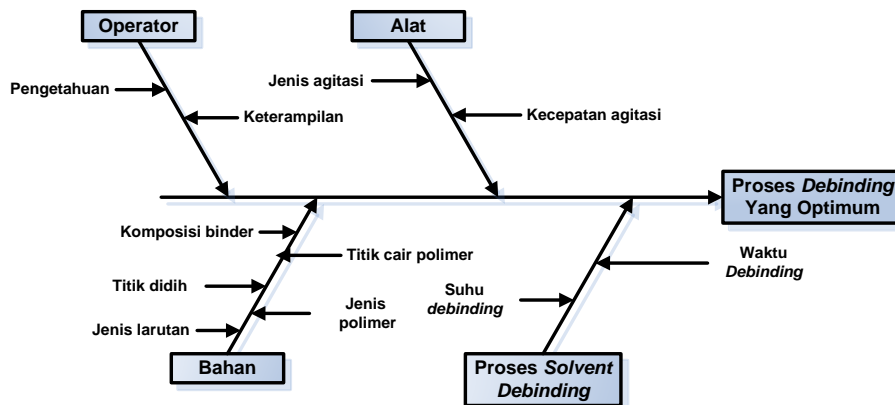 Operator
Alat
Pengetahuan
Keterampilan
Jenis agitasi
Kecepatan agitasi
Proses Debinding
Yang Optimum
Komposisi binder
Titik cair polimer
Titik didih
Jenis
polimer
Jenis larutan
Waktu
Debinding
Suhu
debinding
Bahan
Proses Solvent
Debinding